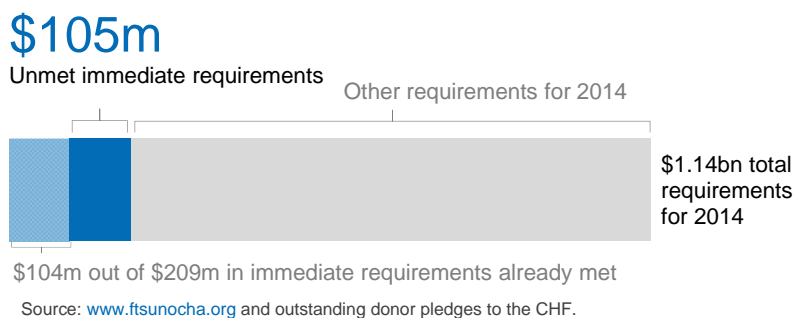 $105m
Unmet immediate requirements
Other requirements for 2014
$1.14bn total
requirements
for 2014
$104m out of $209m in immediate requirements already met
Source: www.ftsunocha.org and outstanding donor pledges to the CHF.